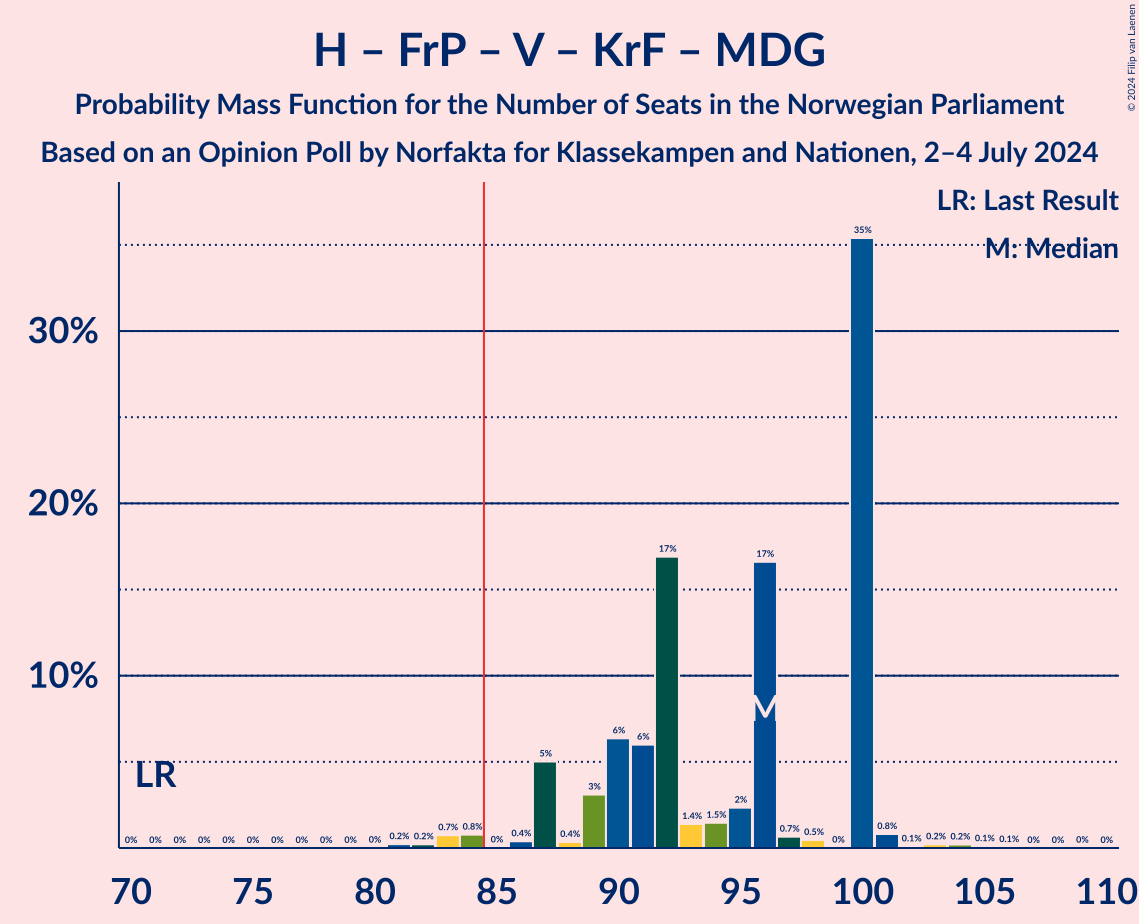 H – FrP – V – KrF – MDG
Probability Mass Function for the Number of Seats in the Norwegian Parliament
Based on an Opinion Poll by Norfakta for Klassekampen and Nationen, 2–4 July 2024
© 2024 Filip van Laenen
LR: Last Result
M: Median
30%
20%
10%
LR
M
0% 0% 0% 0% 0% 0% 0% 0% 0% 0% 0% 0.2% 0.2% 0.7% 0.8% 0% 0.4% 5% 0.4% 3% 6% 6% 17% 1.4% 1.5% 2% 17% 0.7% 0.5% 0% 35% 0.8% 0.1% 0.2% 0.2% 0.1% 0.1% 0% 0% 0% 0%
70 75 80 85 90 95 100 105 110